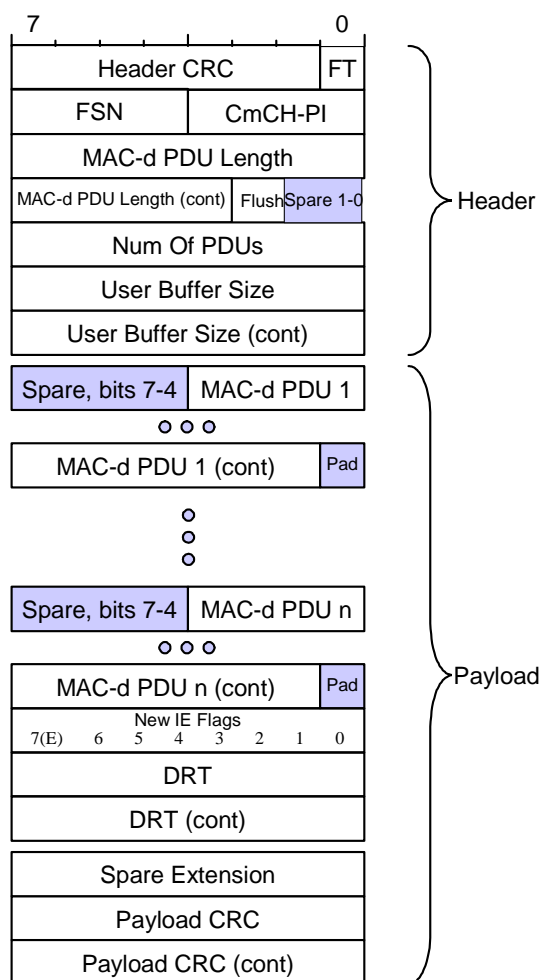 7 0
Header CRC FT
FSN CmCH-PI
MAC-d PDU Length
MAC-d PDU Length (cont) Flush Spare 1-0
Header
Num Of PDUs
User Buffer Size
User Buffer Size (cont)
Spare, bits 7-4 MAC-d PDU 1
MAC-d PDU 1 (cont) Pad
Spare, bits 7-4 MAC-d PDU n
MAC-d PDU n (cont) Pad
Payload
New IE Flags
7(E) 6 5 4 3 2 1 0
DRT
DRT (cont)
Spare Extension
Payload CRC
Payload CRC (cont)